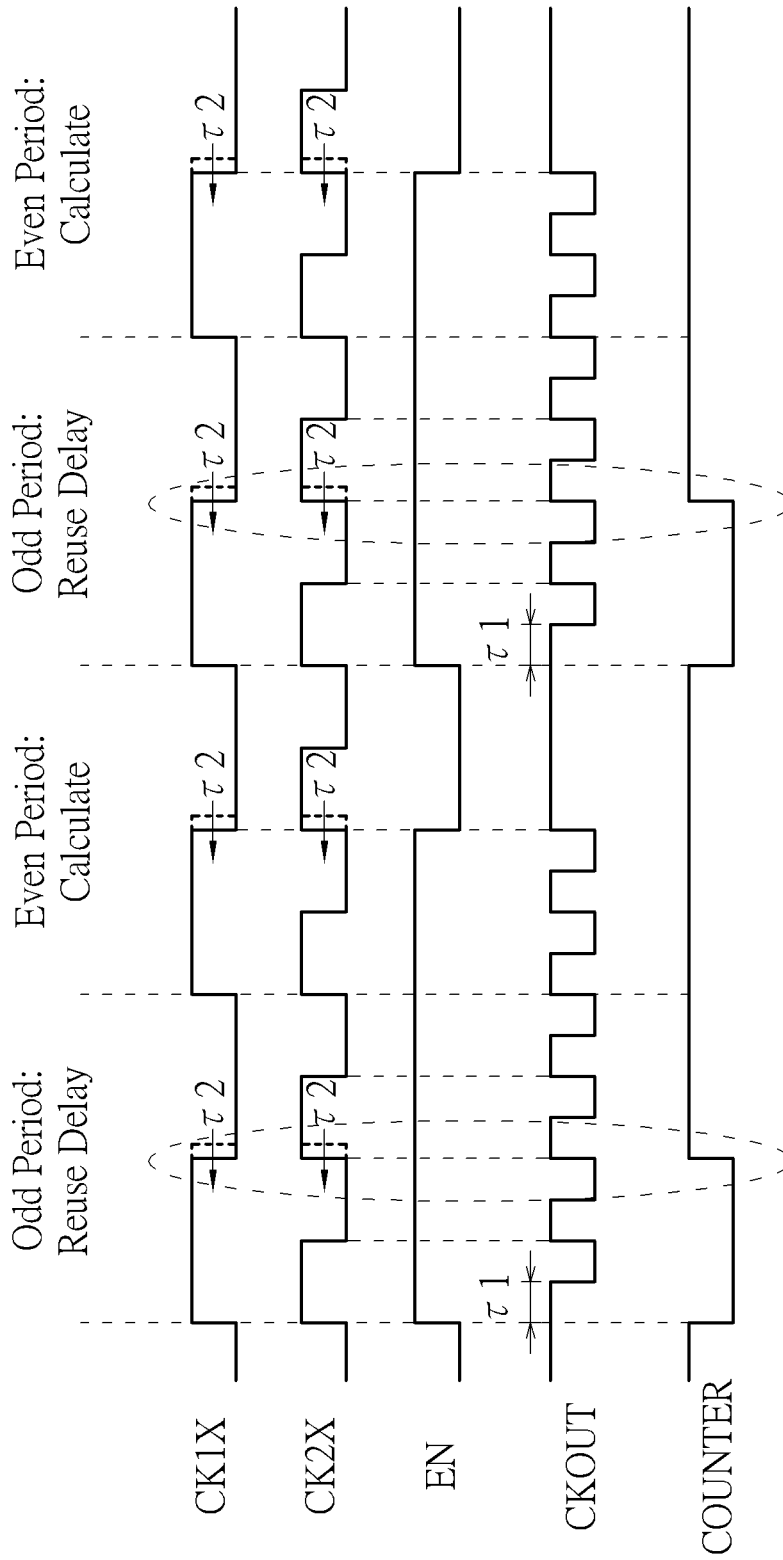 Odd Period:
Reuse Delay
Even Period:
Calculate
Odd Period:
Reuse Delay
Even Period:
Calculate
CK1X
τ 2
τ 2
τ 2
τ 2
CK2X
τ 2
τ 2
τ 2
τ 2
EN
CKOUT
τ 1
τ 1
COUNTER